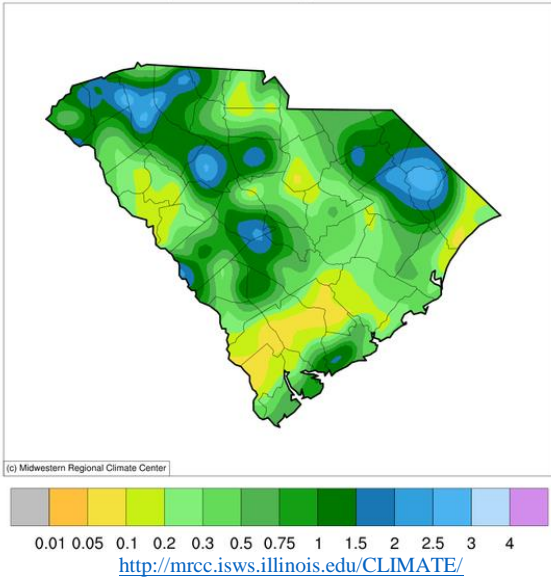 (c) Midwestern Regional Climate Center
0.01 0.05 0.1 0.2 0.3 0.5 0.75 1 1.5 2 2.5 3 4
http://mrcc.isws.illinois.edu/CLIMATE/